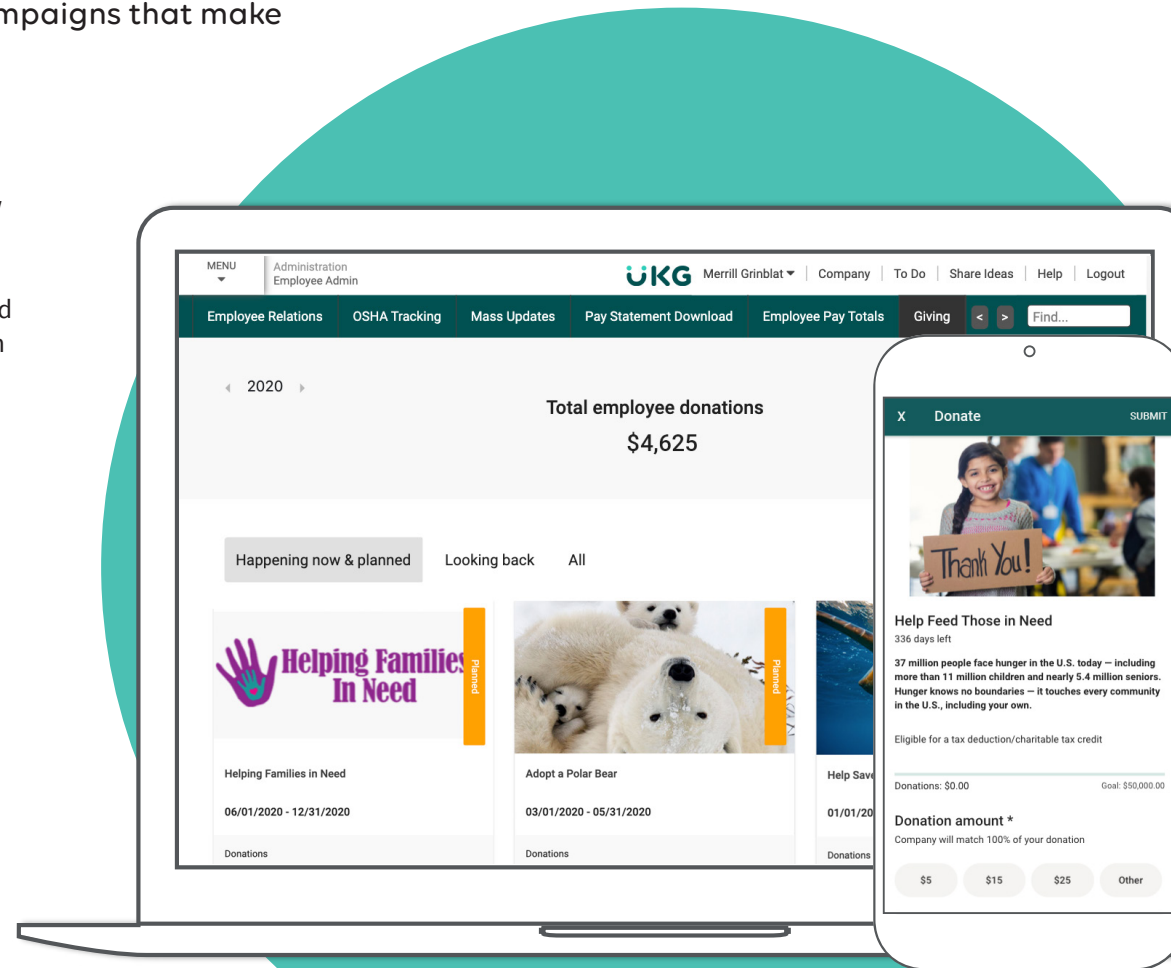 mpaigns that make
d
MENU
Administration
Employee Admin
UKG
Merrill Grinblat
Company
To Do
Share Ideas
Help
Logout
Employee Relations
OSHA Tracking
Mass Updates
Pay Statement Download
Employee Pay Totals
Giving
<
>
Find...
2020
Total employee donations
$4,625
Happening now & planned
Looking back
All
Helping Families
In Need
Planned
Planned
Helping Families in Need
06/01/2020 - 12/31/2020
Donations
Adopt a Polar Bear
03/01/2020 - 05/31/2020
Donations
Help Save
01/01/20
Donations
X
Donate
SUBMIT
Thank You!
Help Feed Those in Need
336 days left
37 million people face hunger in the U.S. today — including
more than 11 million children and nearly 5.4 million seniors.
Hunger knows no boundaries — it touches every community
in the U.S., including your own.
Eligible for a tax deduction/charitable tax credit
Donations: $0.00
Goal: $50,000.00
Donation amount *
Company will match 100% of your donation
$5
$15
$25
Other